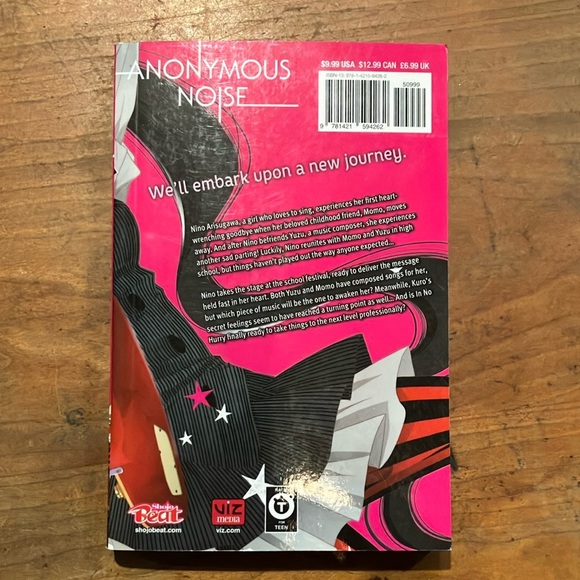 ANONYMOUS
NOISE
$9.99 USA $12.99 CAN £6.99 UK
50999
9 781421 594262
We'll embark upon a new journey.
Nino Arisugawa, a girl who loves to sing, experiences her first heart-
wrenching goodbye when her beloved childhood friend, Momo, moves
away. And after Nino befriends Yuzu, a music composer, she experiences
another sad parting! Luckily, Nino reunites with Momo and Yuzu in high
school, but things haven't played out the way anyone expected...
Nino takes the stage at the school festival, ready to deliver the message
held fast in her heart. Both Yuzu and Momo have composed songs for her,
but which piece of music will be the one to awaken her? Meanwhile, Kuro's
secret feelings seem to have reached a turning point as well... And is In No
Hurry finally ready to take things to the next level professionally?
Shojo
Beat
shojobeat.com
VIZ
MEDIA
viz.com
T
FOR
TEEN